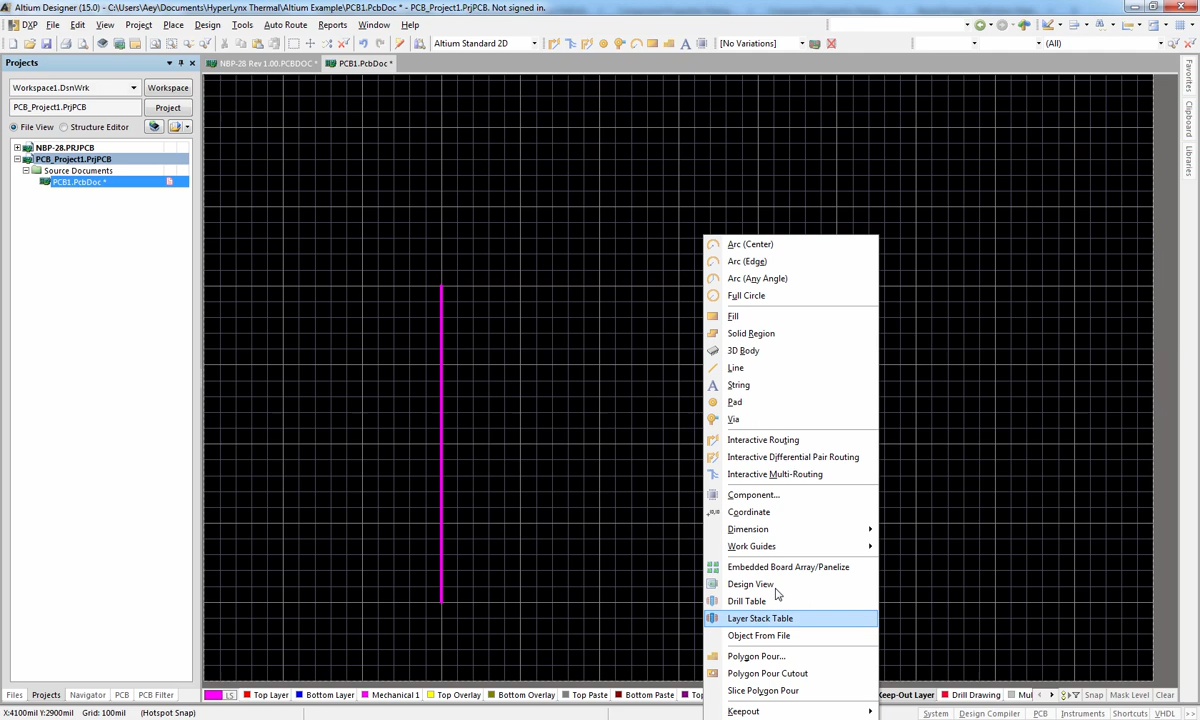 Altium Designer (15.0) - C:\Users\Aey\Documents\HyperLynx Thermal\Altium Example\PCB1.PcbDoc * - PCB_Project1.PrjPCB. Not signed in.
DXP File Edit View Project Place Design Tools Auto Route Reports Window Help
Altium Standard 2D [No Variations] (All)
Projects
NBP-28 Rev 1.00.PCBDOC * PCB1.PcbDoc *
Workspace1.DsnWrk Workspace
PCB_Project1.PrjPCB Project
File View Structure Editor
NBP-28.PRJPCB
PCB_Project1.PrjPCB
Source Documents
PCB1.PcbDoc *
Favorites
Clipboard
Libraries
Arc (Center)
Arc (Edge)
Arc (Any Angle)
Full Circle
Fill
Solid Region
3D Body
Line
String
Pad
Via
Interactive Routing
Interactive Differential Pair Routing
Interactive Multi-Routing
Component...
Coordinate
Dimension
Work Guides
Embedded Board Array/Panelize
Design View
Drill Table
Layer Stack Table
Object From File
Polygon Pour...
Polygon Pour Cutout
Slice Polygon Pour
Keepout
Files Projects Navigator PCB PCB Filter LS Top Layer Bottom Layer Mechanical 1 Top Overlay Bottom Overlay Top Paste Bottom Paste Top Keep-Out Layer Drill Drawing Mul Snap Mask Level Clear
X:4100mil Y:2900mil Grid: 100mil (Hotspot Snap) System Design Compiler PCB Instruments Shortcuts VHDL >>